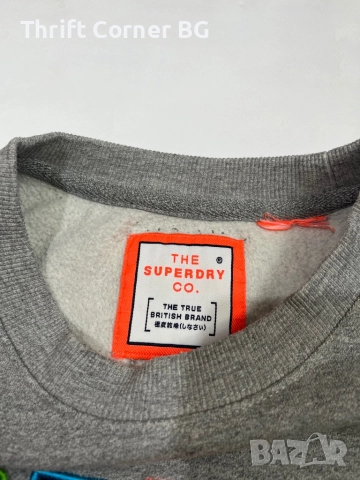 Thrift Corner BG
THE ®
SUPERDRY
CO.
THE TRUE
BRITISH BRAND
極度乾燥(しなさい)
BAZAR